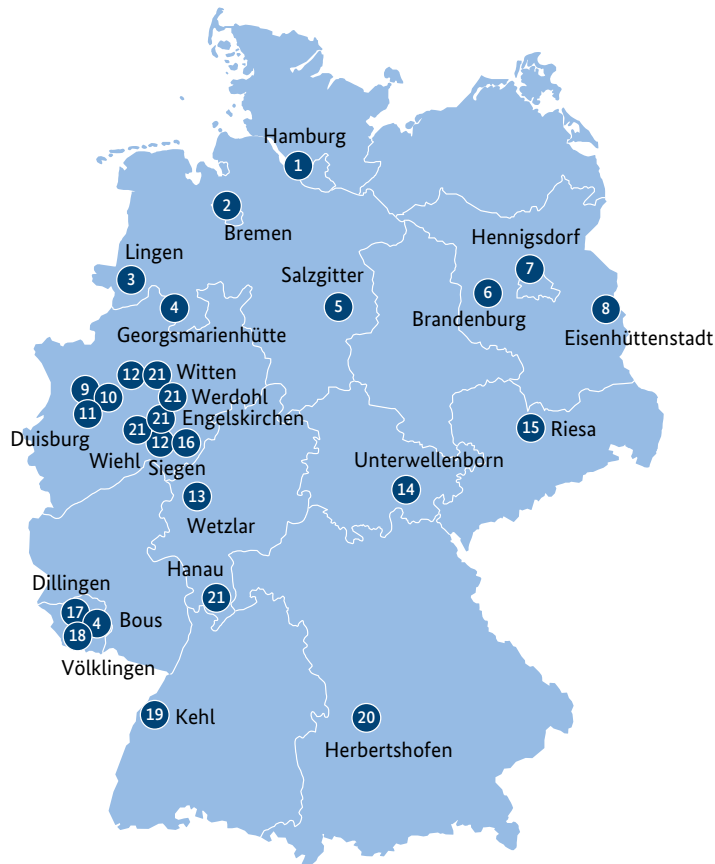 Hamburg
1
2
Bremen
Hennigsdorf
7
Lingen
3
Salzgitter
5
6
Brandenburg
8
Eisenhüttenstadt
4
Georgsmarienhütte
12
21
Witten
9
10
21
Werdohl
11
21
Engelskirchen
Duisburg
21
12
16
Wiehl
Siegen
15
Riesa
Unterwellenborn
14
13
Wetzlar
Hanau
21
Dillingen
17
4
Bous
18
Völklingen
19
Kehl
20
Herbertshofen